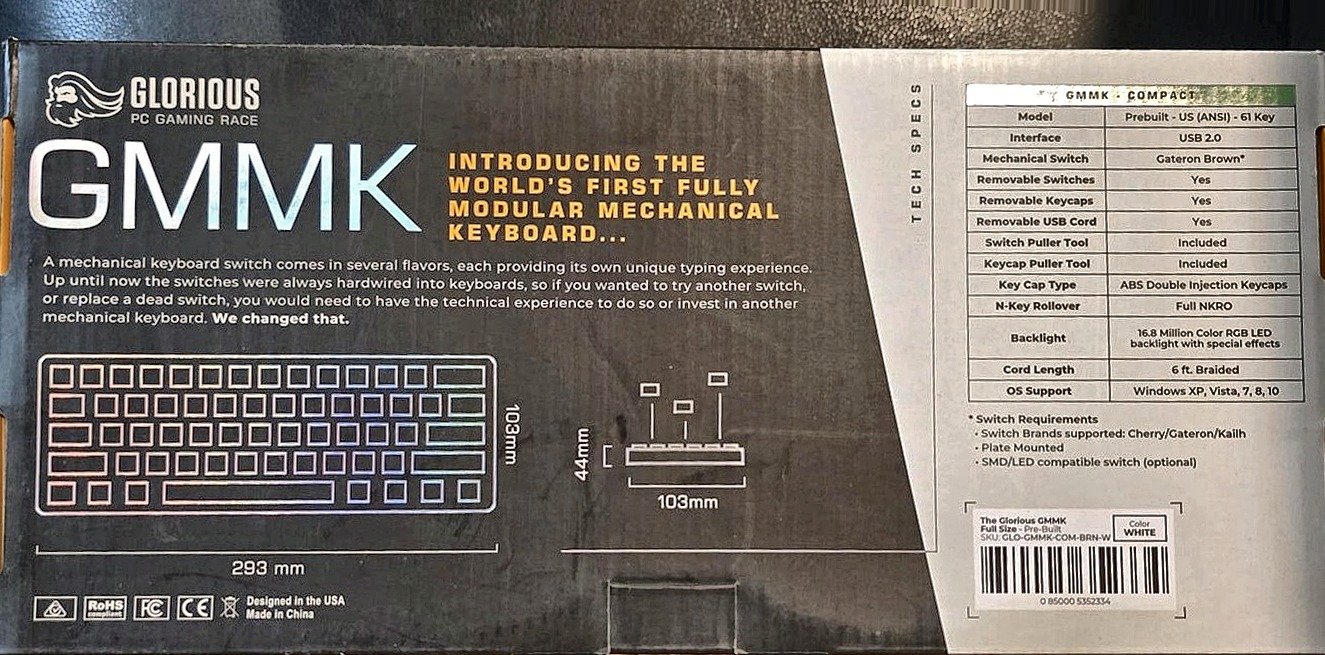 GLORIOUS
PC GAMING RACE
GMMK
INTRODUCING THE
WORLD'S FIRST FULLY
MODULAR MECHANICAL
KEYBOARD...
A mechanical keyboard switch comes in several flavors, each providing its own unique typing experience.
Up until now the switches were always hardwired into keyboards, so if you wanted to try another switch,
or replace a dead switch, you would need to have the technical experience to do so or invest in another
mechanical keyboard. We changed that.
103mm
293 mm
44mm
103mm
RoHS
compliant
FC
CE
Designed in the USA
Made in China
TECH SPECS
GMMK - COMPACT
Model Prebuilt - US (ANSI) - 61 Key
Interface USB 2.0
Mechanical Switch Gateron Brown*
Removable Switches Yes
Removable Keycaps Yes
Removable USB Cord Yes
Switch Puller Tool Included
Keycap Puller Tool Included
Key Cap Type ABS Double Injection Keycaps
N-Key Rollover Full NKRO
Backlight 16.8 Million Color RGB LED
backlight with special effects
Cord Length 6 ft. Braided
OS Support Windows XP, Vista, 7, 8, 10
* Switch Requirements
• Switch Brands supported: Cherry/Gateron/Kailh
• Plate Mounted
• SMD/LED compatible switch (optional)
The Glorious GMMK
Full Size - Pre-Built
SKU: GLO-GMMK-COM-BRN-W
Color
WHITE
0 85000 5352334